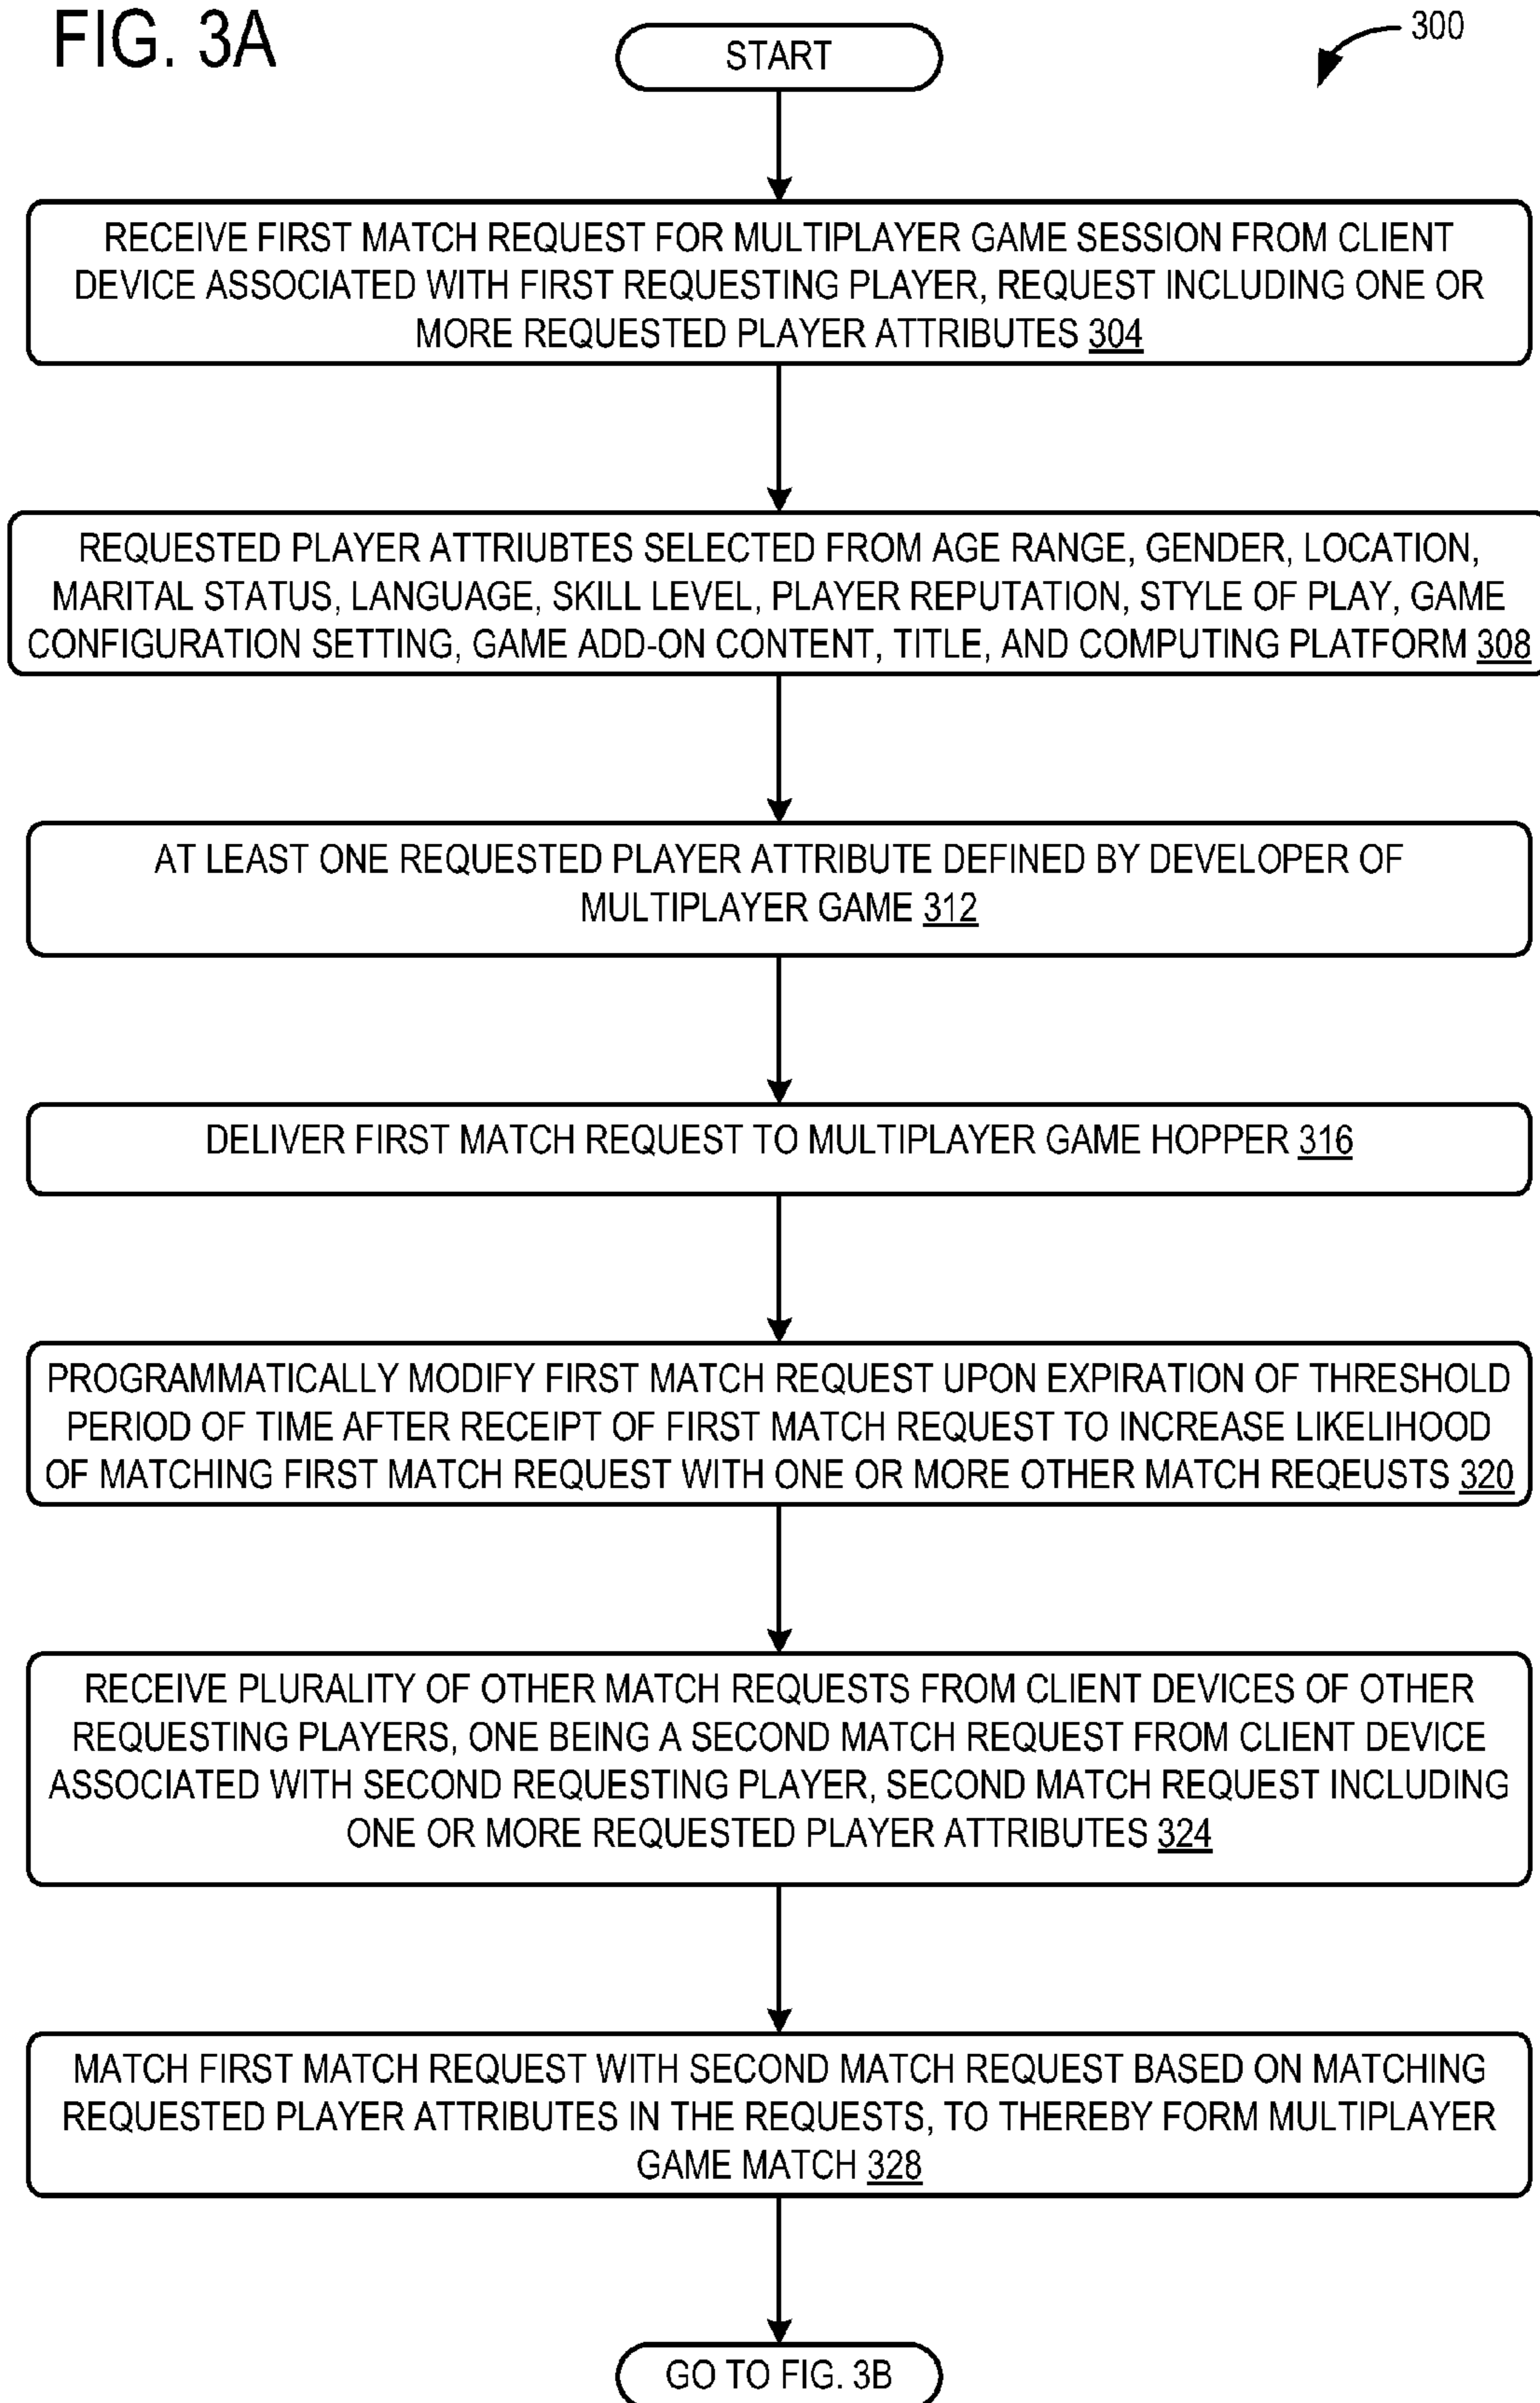 FIG. 3A
START
300
RECEIVE FIRST MATCH REQUEST FOR MULTIPLAYER GAME SESSION FROM CLIENT
DEVICE ASSOCIATED WITH FIRST REQUESTING PLAYER, REQUEST INCLUDING ONE OR
MORE REQUESTED PLAYER ATTRIBUTES 304
REQUESTED PLAYER ATTRIUBTES SELECTED FROM AGE RANGE, GENDER, LOCATION,
MARITAL STATUS, LANGUAGE, SKILL LEVEL, PLAYER REPUTATION, STYLE OF PLAY, GAME
CONFIGURATION SETTING, GAME ADD-ON CONTENT, TITLE, AND COMPUTING PLATFORM 308
AT LEAST ONE REQUESTED PLAYER ATTRIBUTE DEFINED BY DEVELOPER OF
MULTIPLAYER GAME 312
DELIVER FIRST MATCH REQUEST TO MULTIPLAYER GAME HOPPER 316
PROGRAMMATICALLY MODIFY FIRST MATCH REQUEST UPON EXPIRATION OF THRESHOLD
PERIOD OF TIME AFTER RECEIPT OF FIRST MATCH REQUEST TO INCREASE LIKELIHOOD
OF MATCHING FIRST MATCH REQUEST WITH ONE OR MORE OTHER MATCH REQEUSTS 320
RECEIVE PLURALITY OF OTHER MATCH REQUESTS FROM CLIENT DEVICES OF OTHER
REQUESTING PLAYERS, ONE BEING A SECOND MATCH REQUEST FROM CLIENT DEVICE
ASSOCIATED WITH SECOND REQUESTING PLAYER, SECOND MATCH REQUEST INCLUDING
ONE OR MORE REQUESTED PLAYER ATTRIBUTES 324
MATCH FIRST MATCH REQUEST WITH SECOND MATCH REQUEST BASED ON MATCHING
REQUESTED PLAYER ATTRIBUTES IN THE REQUESTS, TO THEREBY FORM MULTIPLAYER
GAME MATCH 328
GO TO FIG. 3B